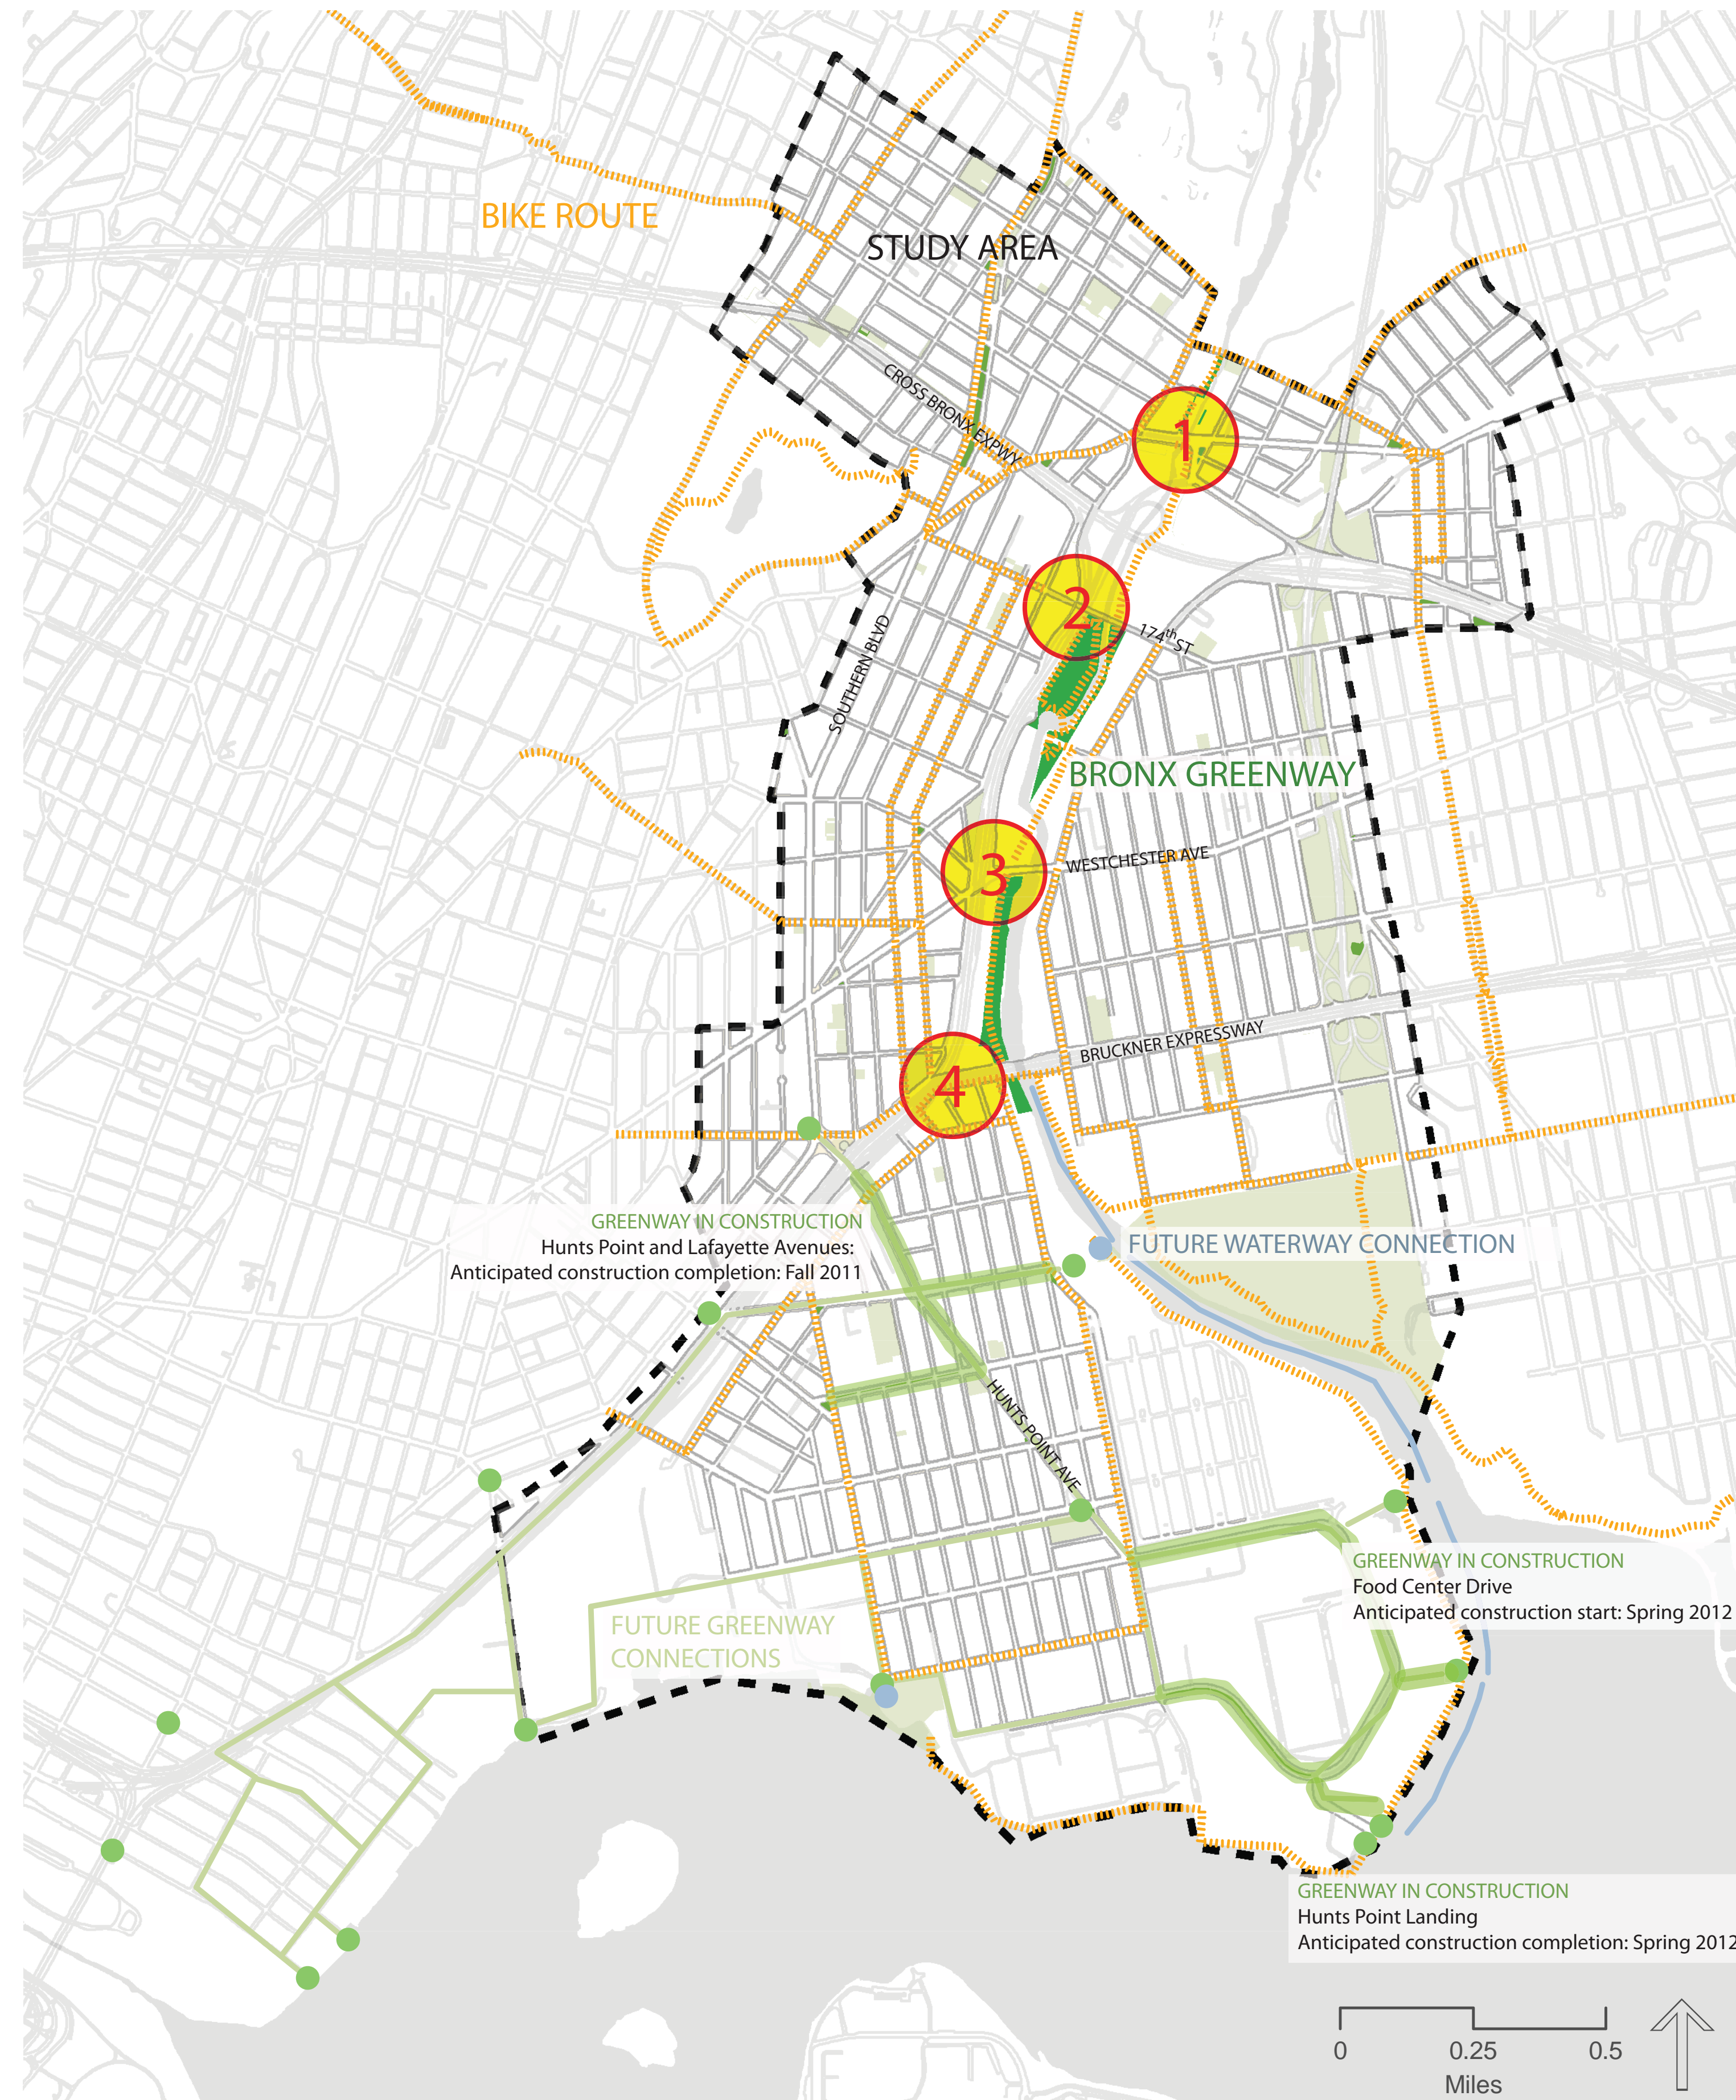 BIKE ROUTE
STUDY AREA
CROSS BRONX EXPWY
1
2
174th ST
SOUTHERN BLVD
BRONX GREENWAY
3
WESTCHESTER AVE
BRUCKNER EXPRESSWAY
4
GREENWAY IN CONSTRUCTION
Hunts Point and Lafayette Avenues:
Anticipated construction completion: Fall 2011
FUTURE WATERWAY CONNECTION
HUNTS POINT AVE
GREENWAY IN CONSTRUCTION
Food Center Drive
Anticipated construction start: Spring 2012
FUTURE GREENWAY
CONNECTIONS
GREENWAY IN CONSTRUCTION
Hunts Point Landing
Anticipated construction completion: Spring 2012
0 0.25 0.5
Miles